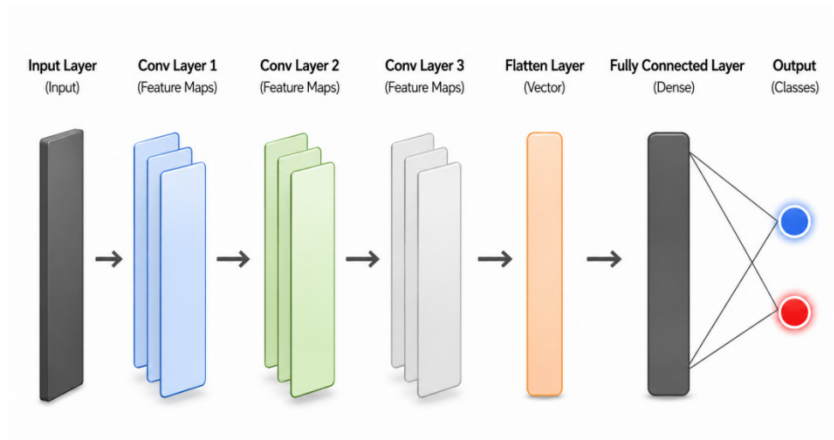 Input Layer
(Input)
Conv Layer 1
(Feature Maps)
Conv Layer 2
(Feature Maps)
Conv Layer 3
(Feature Maps)
Flatten Layer
(Vector)
Fully Connected Layer
(Dense)
Output
(Classes)